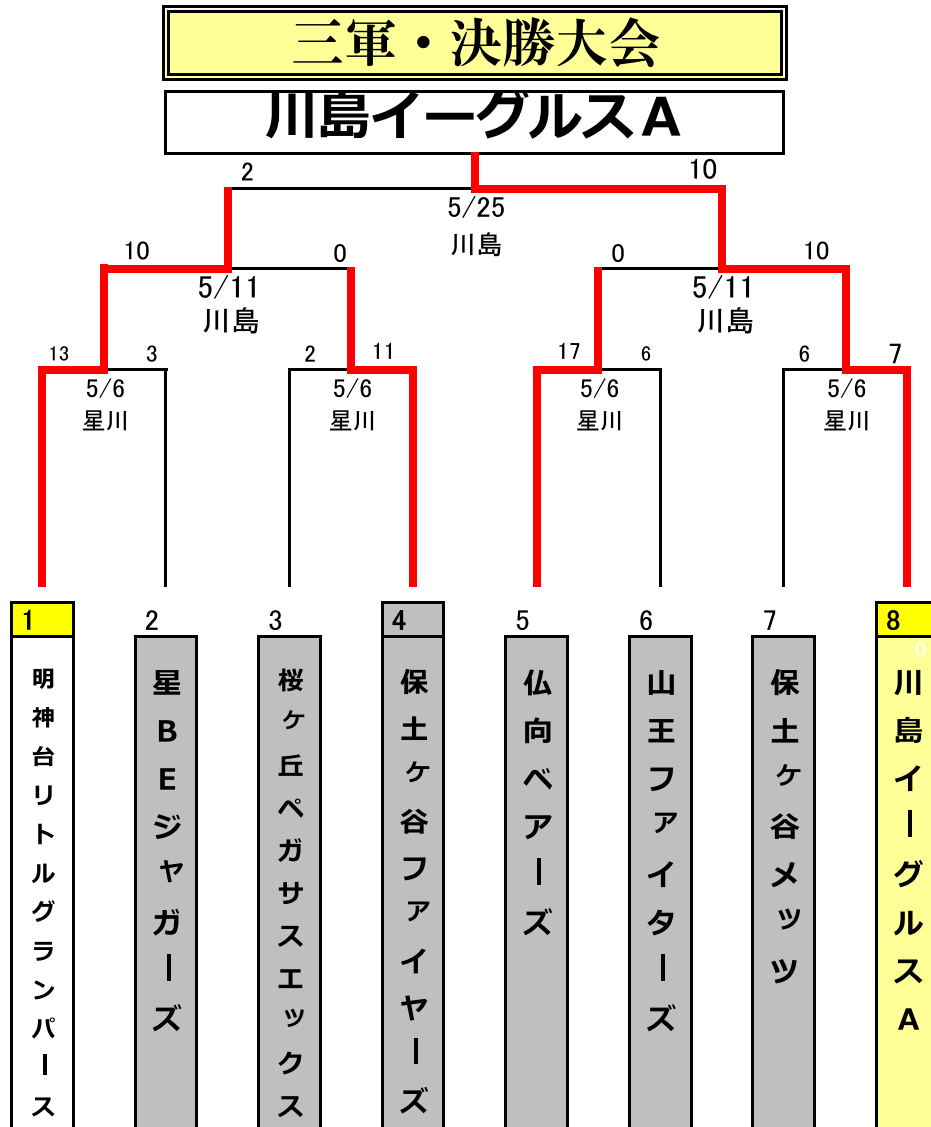 三軍・決勝大会
川島イーグルスA
2 10
5/25
川島
10 0 0 10
5/11 5/11
川島 川島
13 3 2 11 17 6 6 7
5/6 5/6 5/6 5/6
星川 星川 星川 星川
1 2 3 4 5 6 7 8
0
明神台リトルグランパース
星BEジャガーズ
桜ヶ丘ペガサスエックス
保土ケ谷ファイヤーズ
仏向ベアーズ
山王ファイターズ
保土ケ谷メッツ
川島イーグルスA